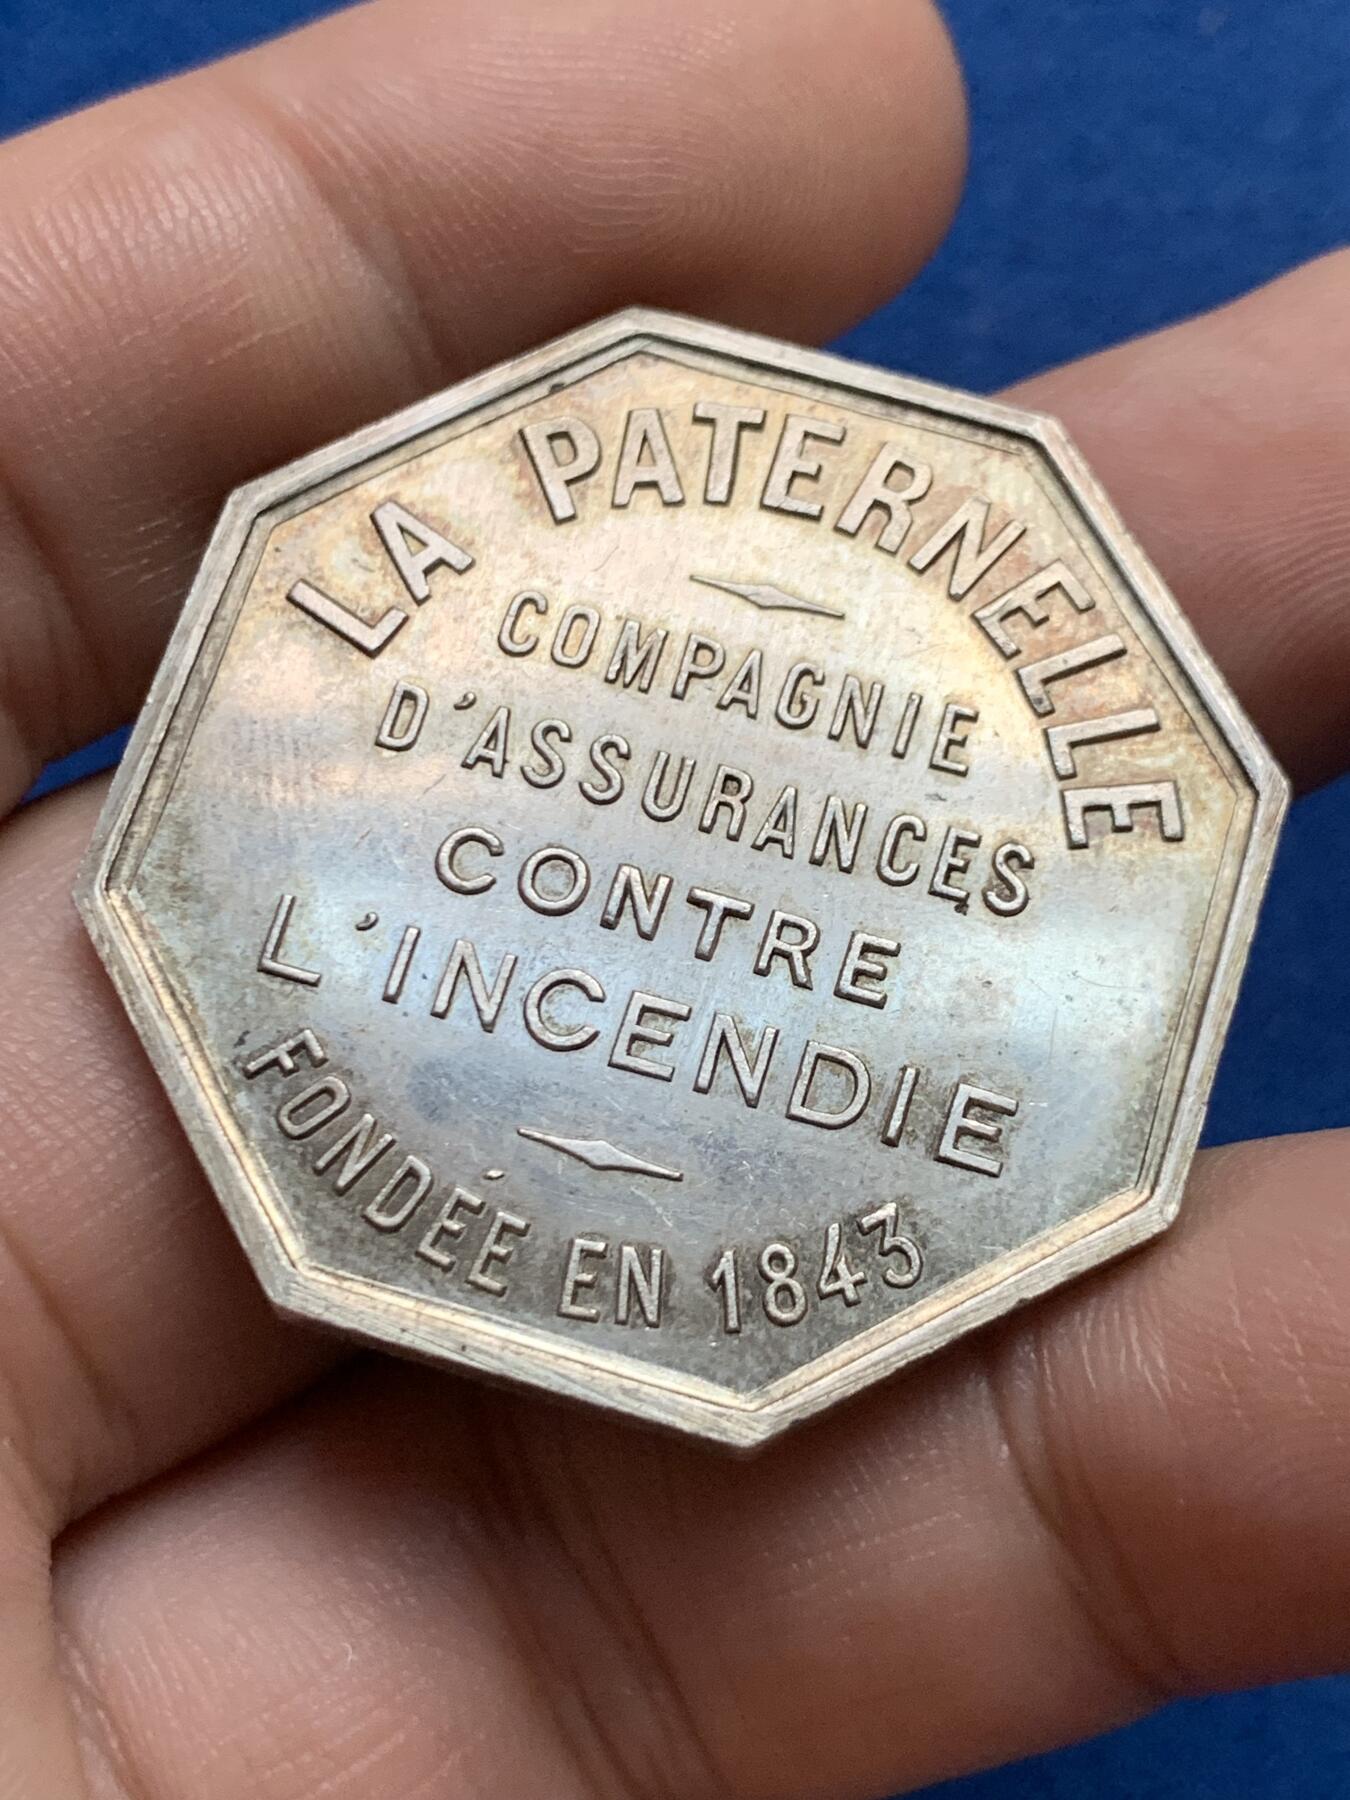 LA PATERNELLE
COMPAGNIE
D'ASSURANCES
CONTRE
L'INCENDIE
FONDÉE EN 1843